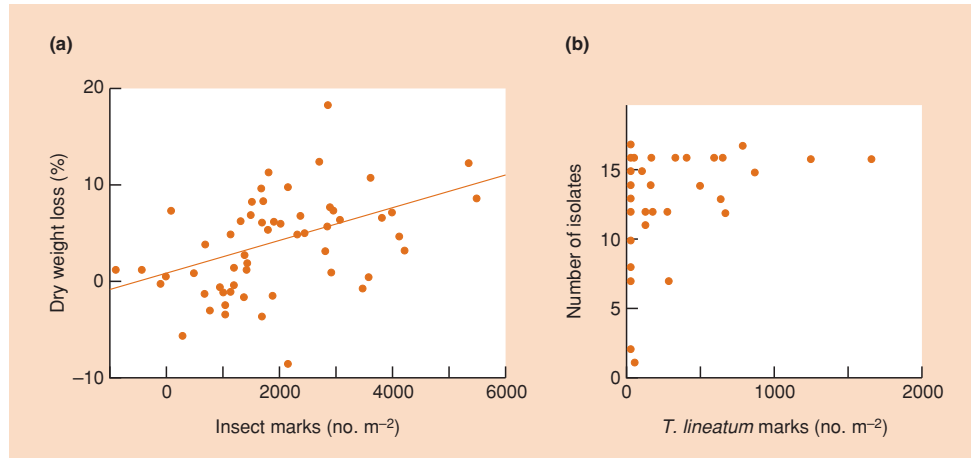 (a)
Dry weight loss (%)
20
10
0
–10
0
1000
2000
4000
6000
Insect marks (no. m–2)
(b)
Number of isolates
15
10
5
0
0
1000
2000
T. lineatum marks (no. m–2)